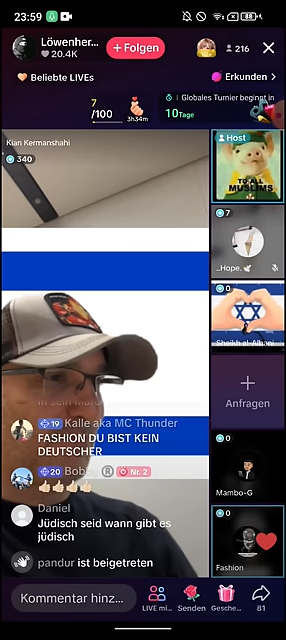 23:59
88
Löwenher...
20.4K
+ Folgen
216
Beliebte LIVEs
Erkunden >
7
/100
3h34m
Globales Turnier beginnt in
10Tage
Kian Kermanshahi
340
Host
TO ALL
MUSLIMS
7
..Hope.
0
Sheikh al-Albani
Anfragen
0
Mambo-G
0
Fashion
19 Kalle aka MC Thunder
FASHION DU BIST KEIN
DEUTSCHER
20 Bob Nr. 2
👍🏻👍🏻👍🏻👍🏻
Daniel
Jüdisch seid wann gibt es
jüdisch
pandur ist beigetreten
Kommentar hinz...
LIVE mi...
Senden
Gesche...
81